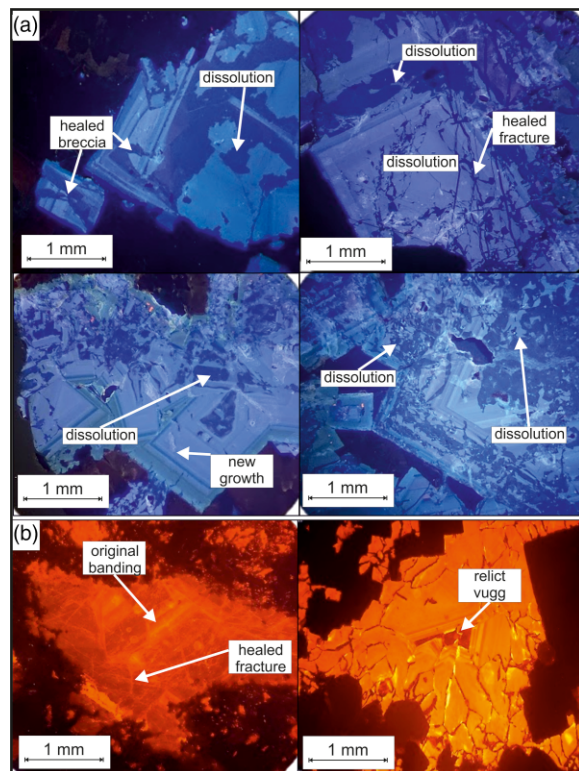 (a)
dissolution
healed
breccia
1 mm
dissolution
healed
fracture
dissolution
1 mm
dissolution
new
growth
1 mm
dissolution
dissolution
1 mm
(b)
original
banding
healed
fracture
1 mm
relict
vugg
1 mm